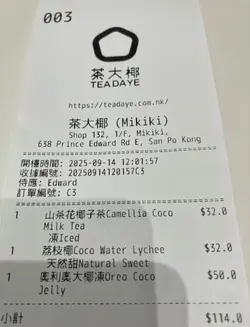 003
茶大椰
TEADAYE
https://teadaye.com.hk/
茶大椰 (Mikiki)
Shop 132, 1/F, Mikiki,
638 Prince Edward Rd E, San Po Kong
開檯時間: 2025-09-14 12:01:57
收據編號: 20250914120157C3
侍應: Edward
訂單編號: C3
1 山茶花椰子茶Camellia Coco $32.0
Milk Tea
凍Iced
1 荔枝椰Coco Water Lychee $32.0
天然甜Natural Sweet
1 奧利奧大椰凍Oreo Coco $50.0
Jelly
小計 $114.0